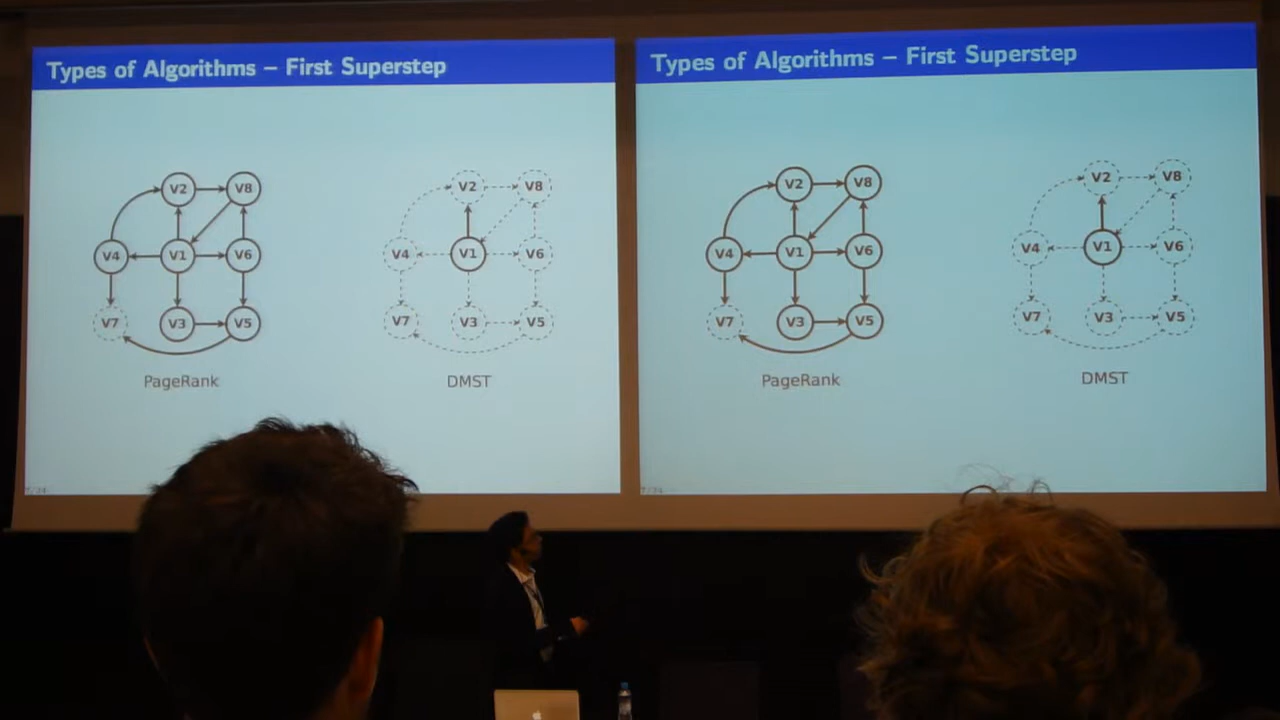 Types of Algorithms – First Superstep
V2 V8
V4 V1 V6
V7 V3 V5
PageRank
V2 V8
V4 V1 V6
V7 V3 V5
DMST
Types of Algorithms – First Superstep
V2 V8
V4 V1 V6
V7 V3 V5
PageRank
V2 V8
V4 V1 V6
V7 V3 V5
DMST